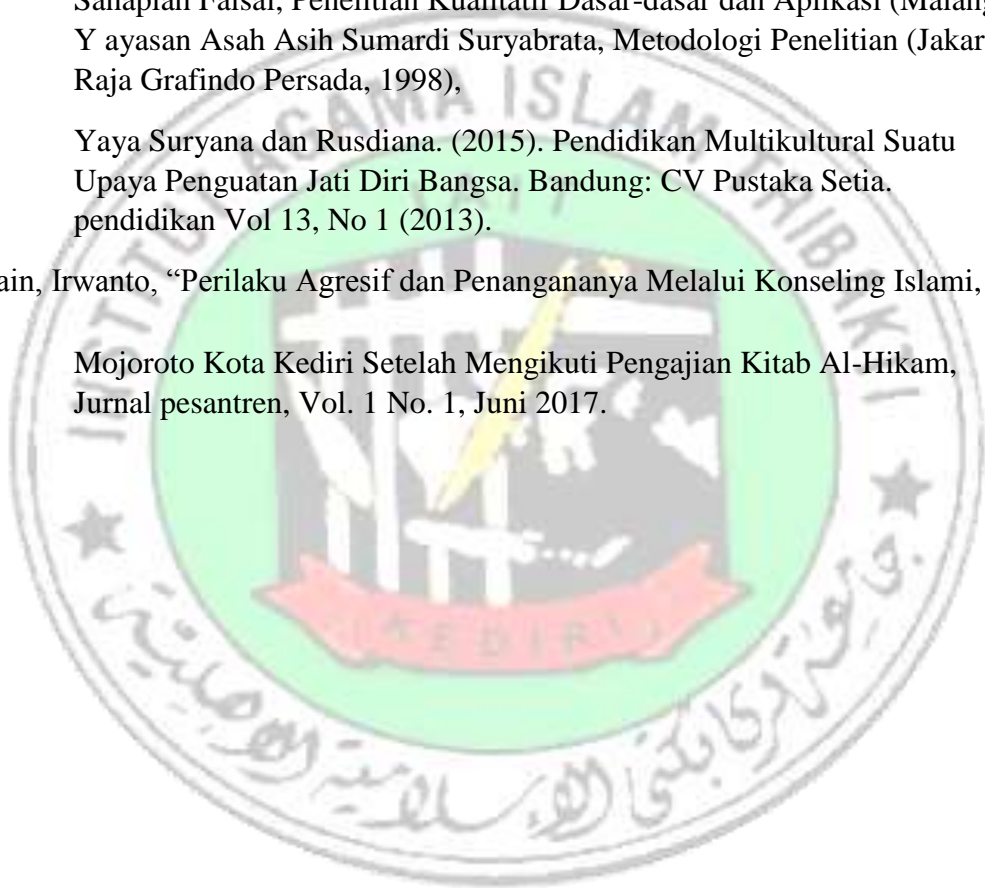 Sanapiah Faisal, Penelitian Kualitatif Dasar-dasar dan Aplikasi (Malang
Y ayasan Asah Asih Sumardi Suryabrata, Metodologi Penelitian (Jakar
Raja Grafindo Persada, 1998),
Yaya Suryana dan Rusdiana. (2015). Pendidikan Multikultural Suatu
Upaya Penguatan Jati Diri Bangsa. Bandung: CV Pustaka Setia.
pendidikan Vol 13, No 1 (2013).
ain, Irwanto, “Perilaku Agresif dan Penangananya Melalui Konseling Islami,
Mojoroto Kota Kediri Setelah Mengikuti Pengajian Kitab Al-Hikam,
Jurnal pesantren, Vol. 1 No. 1, Juni 2017.
INSTITUT AGAMA ISLAM TRIBAKTI
KEDIRI